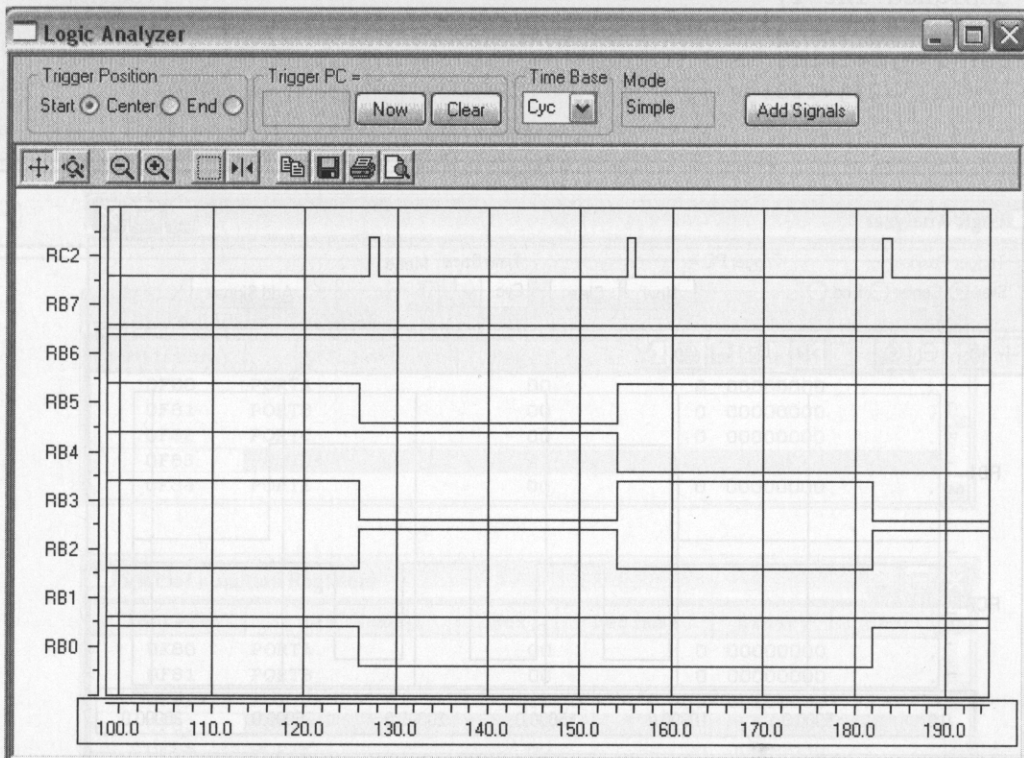 Logic Analyzer
Trigger Position
Start Center End
Trigger PC =
Now Clear
Time Base
Cyc
Mode
Simple
Add Signals
RC2
RB7
RB6
RB5
RB4
RB3
RB2
RB1
RB0
100.0 110.0 120.0 130.0 140.0 150.0 160.0 170.0 180.0 190.0